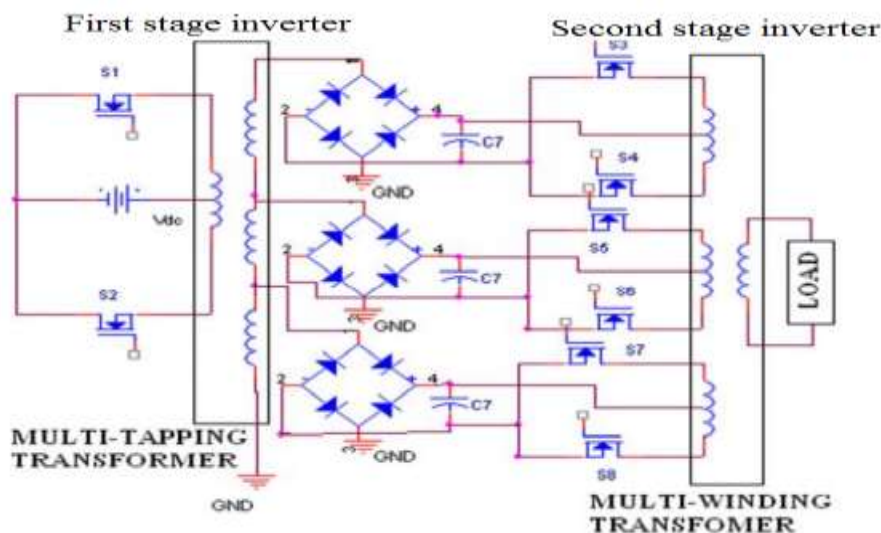 First stage inverter
Second stage inverter
S3
S1
2
4
C7
S4
GND
Vdc
S5
2
4
C7
S2
S6
GND
LOAD
S7
1
2
4
C7
3
GND
S8
MULTI-TAPPING
TRANSFORMER
GND
MULTI-WINDING
TRANSFOMER